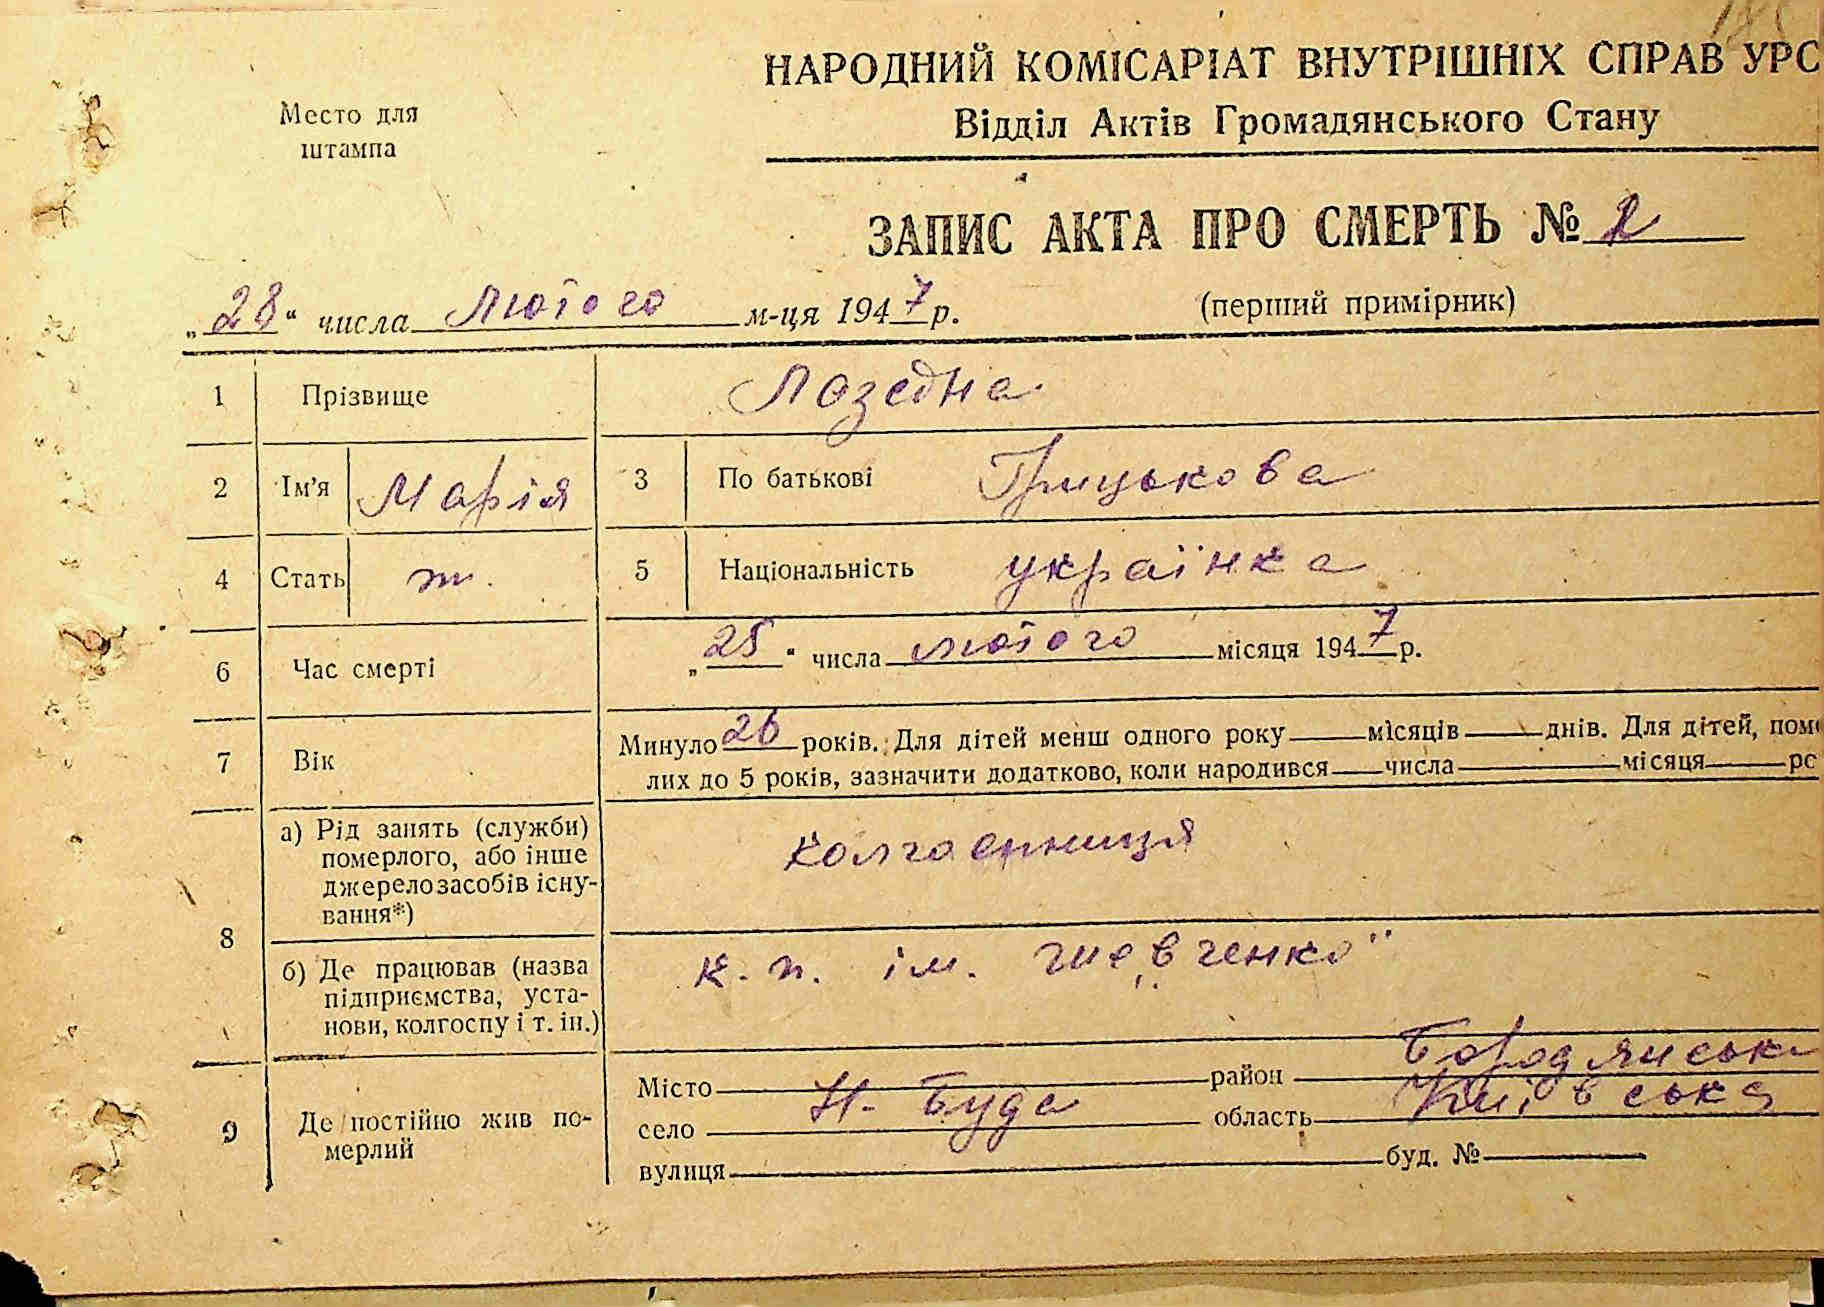 НАРОДНИЙ КОМІСАРІАТ ВНУТРІШНІХ СПРАВ УРС
Відділ Актів Громадянського Стану
Место для
штампа
ЗАПИС АКТА ПРО СМЕРТЬ № 2
„28“ числа лютого м-ця 1947 р.
(перший примірник)
1 Прізвище Лозедна
2 Ім’я Марія 3 По батькові Грицькова
4 Стать ж. 5 Національність українка
6 Час смерті „25“ числа лютого місяця 1947 р.
7 Вік Минуло 26 років. Для дітей менш одного року місяців днів. Для дітей, поме
лих до 5 років, зазначити додатково, коли народився числа місяця ро
8 а) Рід занять (служби)
померлого, або інше
джерело засобів існу-
вання*)
колгоспниця
б) Де працював (назва
підприємства, уста-
нови, колгоспу і т. ін.)
к.п. ім. „Шевченко“
9 Де постійно жив по-
мерлий
Місто район Бородянськ
село Н-Буда область Київська
вулиця буд. №